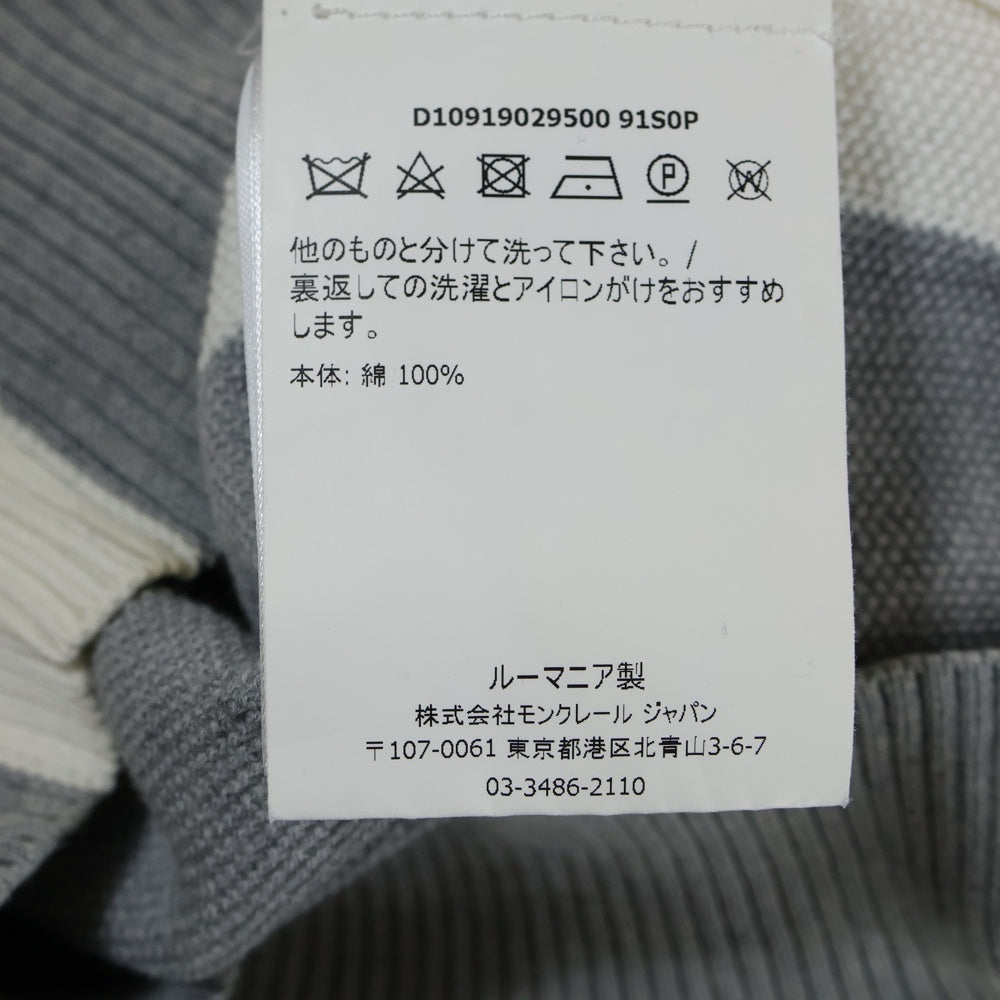 D10919029500 91S0P
P W
他のものと分けて洗って下さい。/
裏返しての洗濯とアイロンがけをおすすめ
します。
本体: 綿 100%
ルーマニア製
株式会社モンクレール ジャパン
〒107-0061 東京都港区北青山3-6-7
03-3486-2110